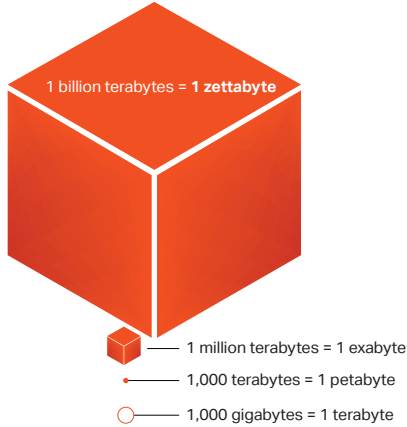 1 billion terabytes = 1 zettabyte
1 million terabytes = 1 exabyte
1,000 terabytes = 1 petabyte
1,000 gigabytes = 1 terabyte